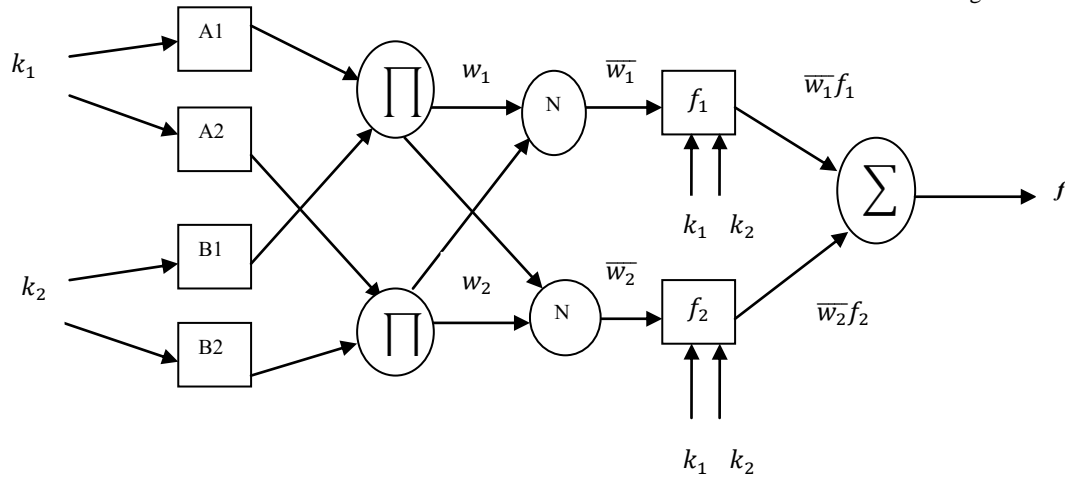 g
A1
k₁
∏
w₁
N
w̅₁
f₁
w̅₁f₁
A2
∑
f
B1
k₁ k₂
k₂
w₂
w̅₂
∏
N
f₂
w̅₂f₂
B2
k₁ k₂